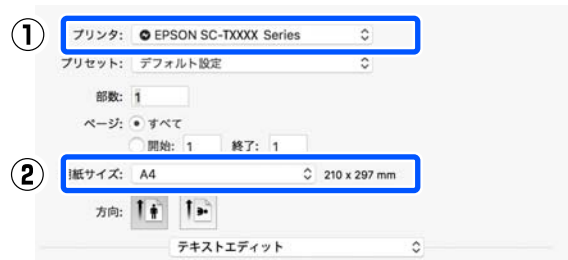 ① プリンタ: EPSON SC-TXXXX Series
プリセット: デフォルト設定
部数: 1
ページ: すべて
開始: 1 終了: 1
② 用紙サイズ: A4 210 x 297 mm
方向:
テキストエディット